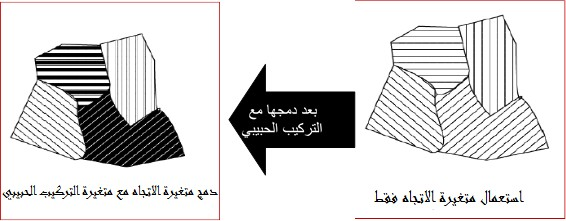 استعمال متغيرة الاتجاه فقط
بعد دمجها مع
التركيب الحبيبي
دمج متغيرة الاتجاه مع متغيرة التركيب الحبيبي